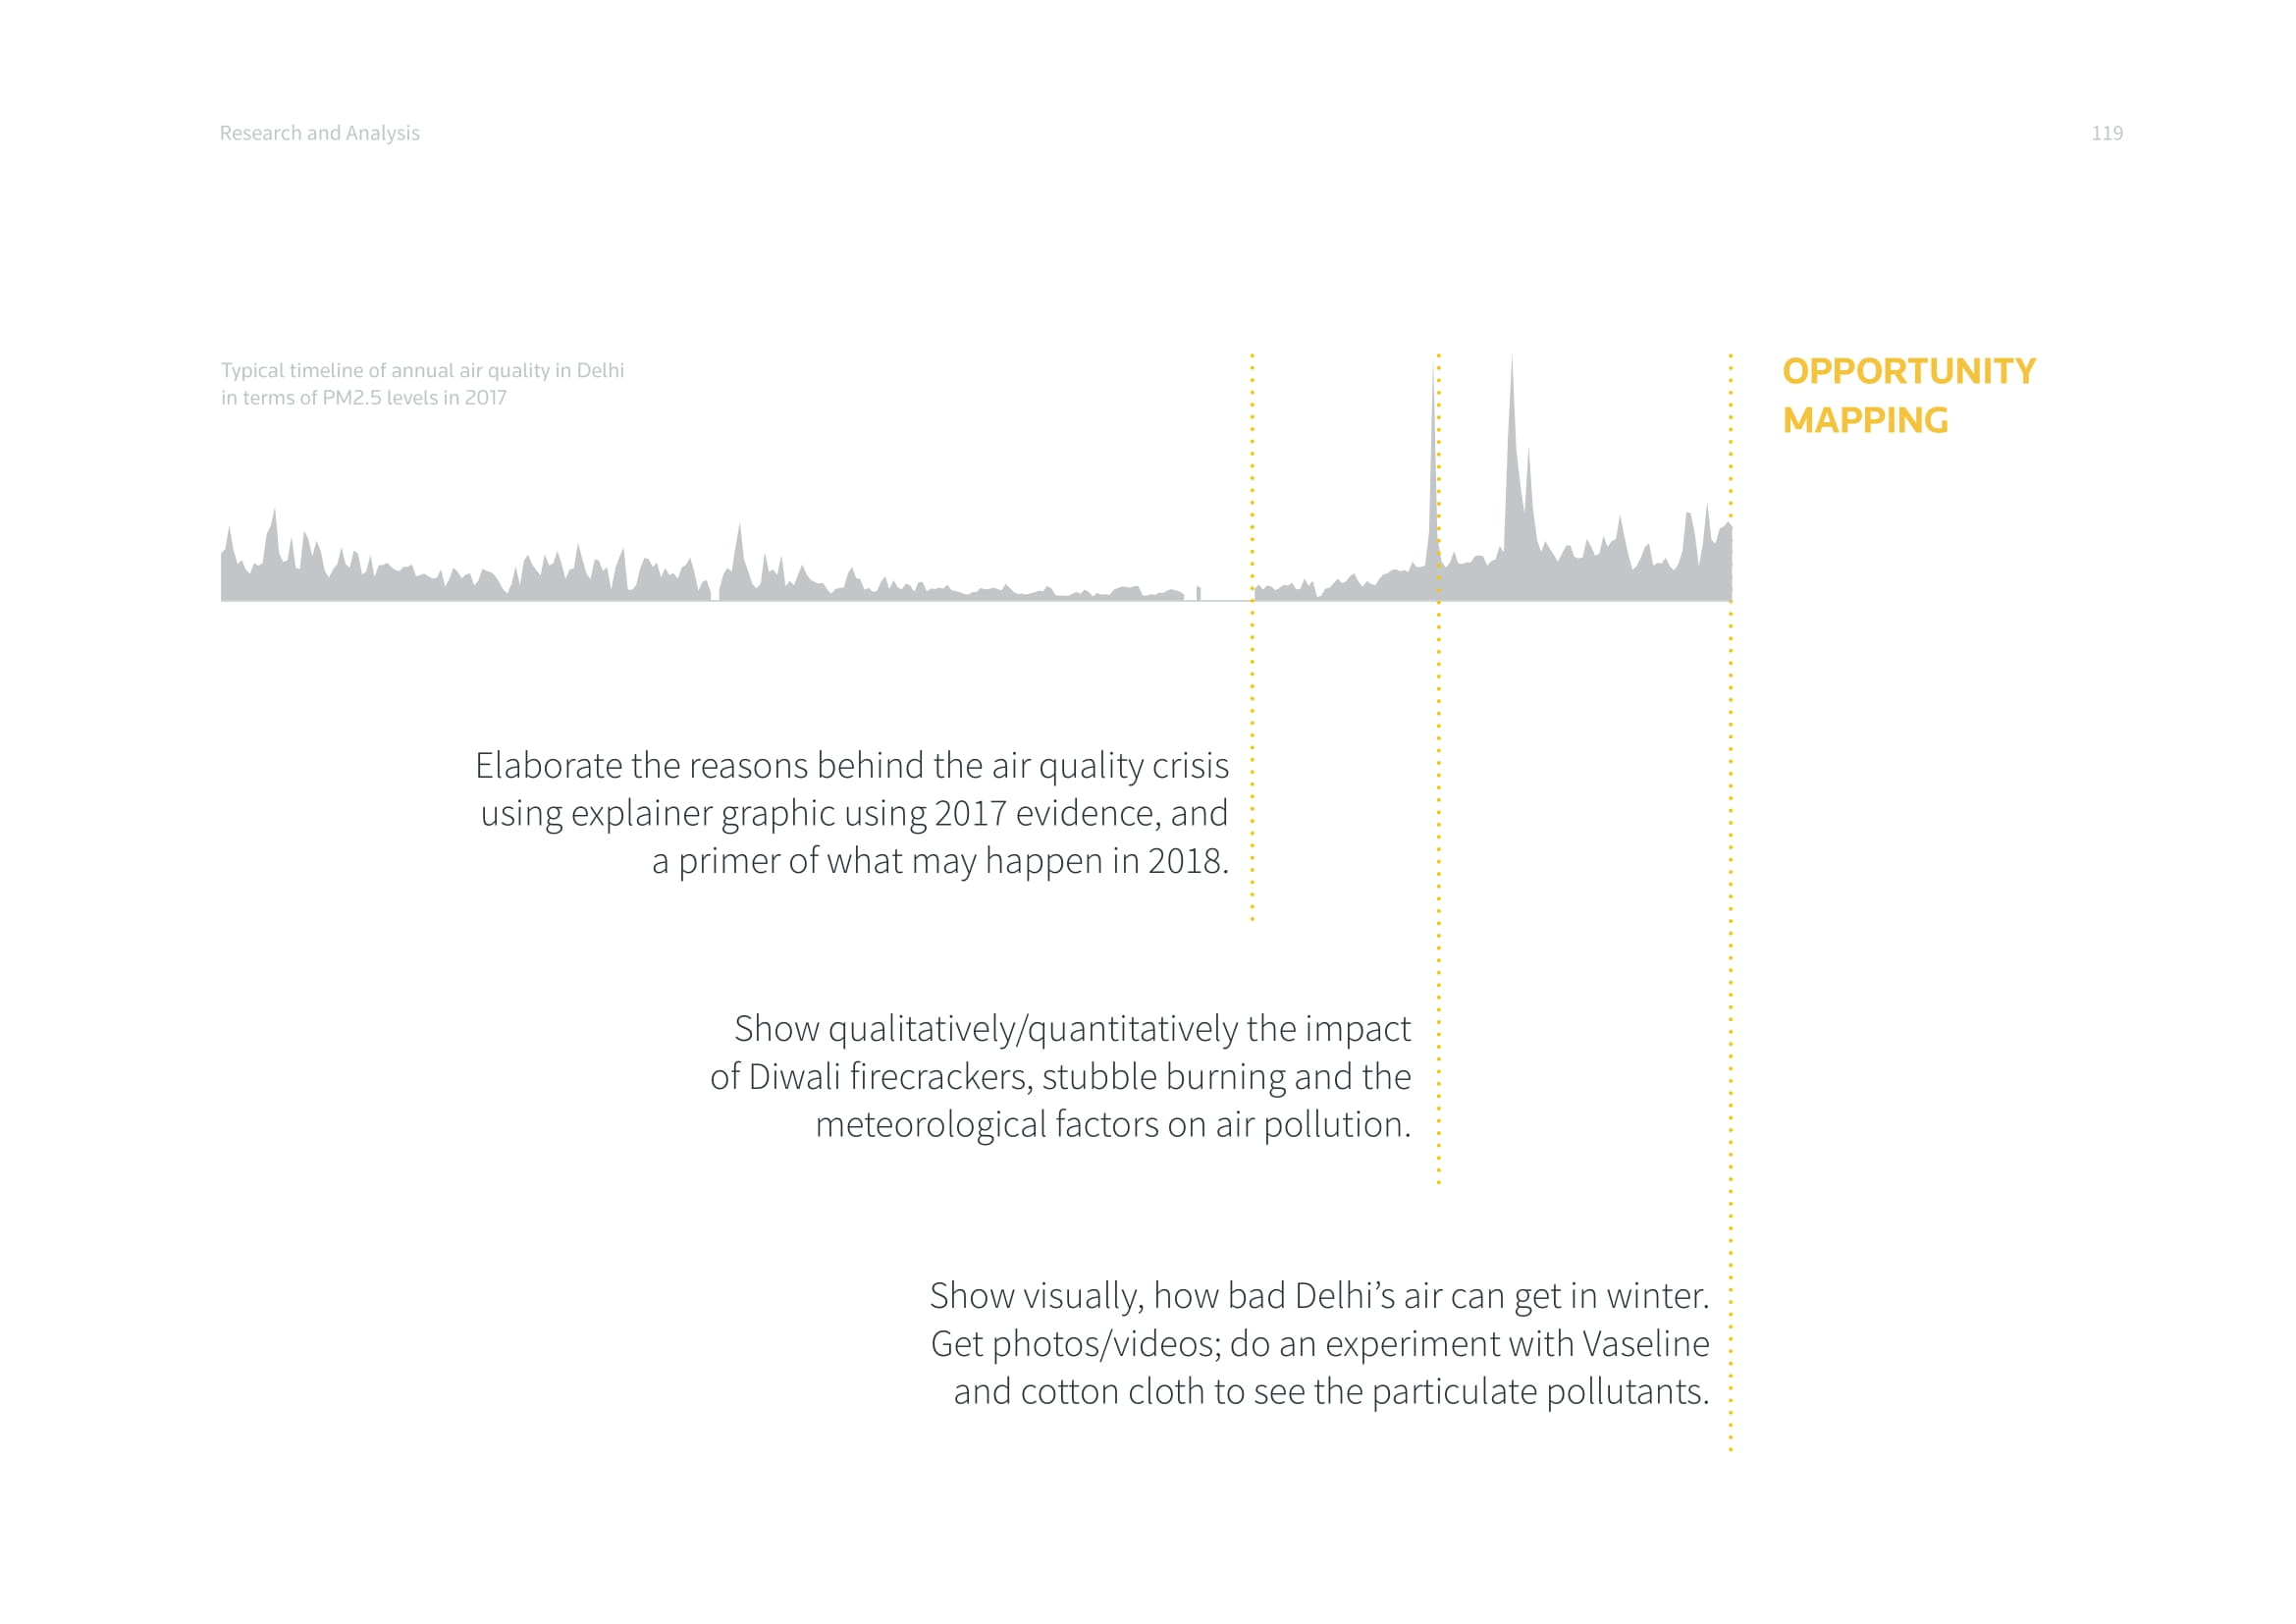 Research and Analysis
119
Typical timeline of annual air quality in Delhi
in terms of PM2.5 levels in 2017
OPPORTUNITY
MAPPING
Elaborate the reasons behind the air quality crisis
using explainer graphic using 2017 evidence, and
a primer of what may happen in 2018.
Show qualitatively/quantitatively the impact
of Diwali firecrackers, stubble burning and the
meteorological factors on air pollution.
Show visually, how bad Delhi’s air can get in winter.
Get photos/videos; do an experiment with Vaseline
and cotton cloth to see the particulate pollutants.